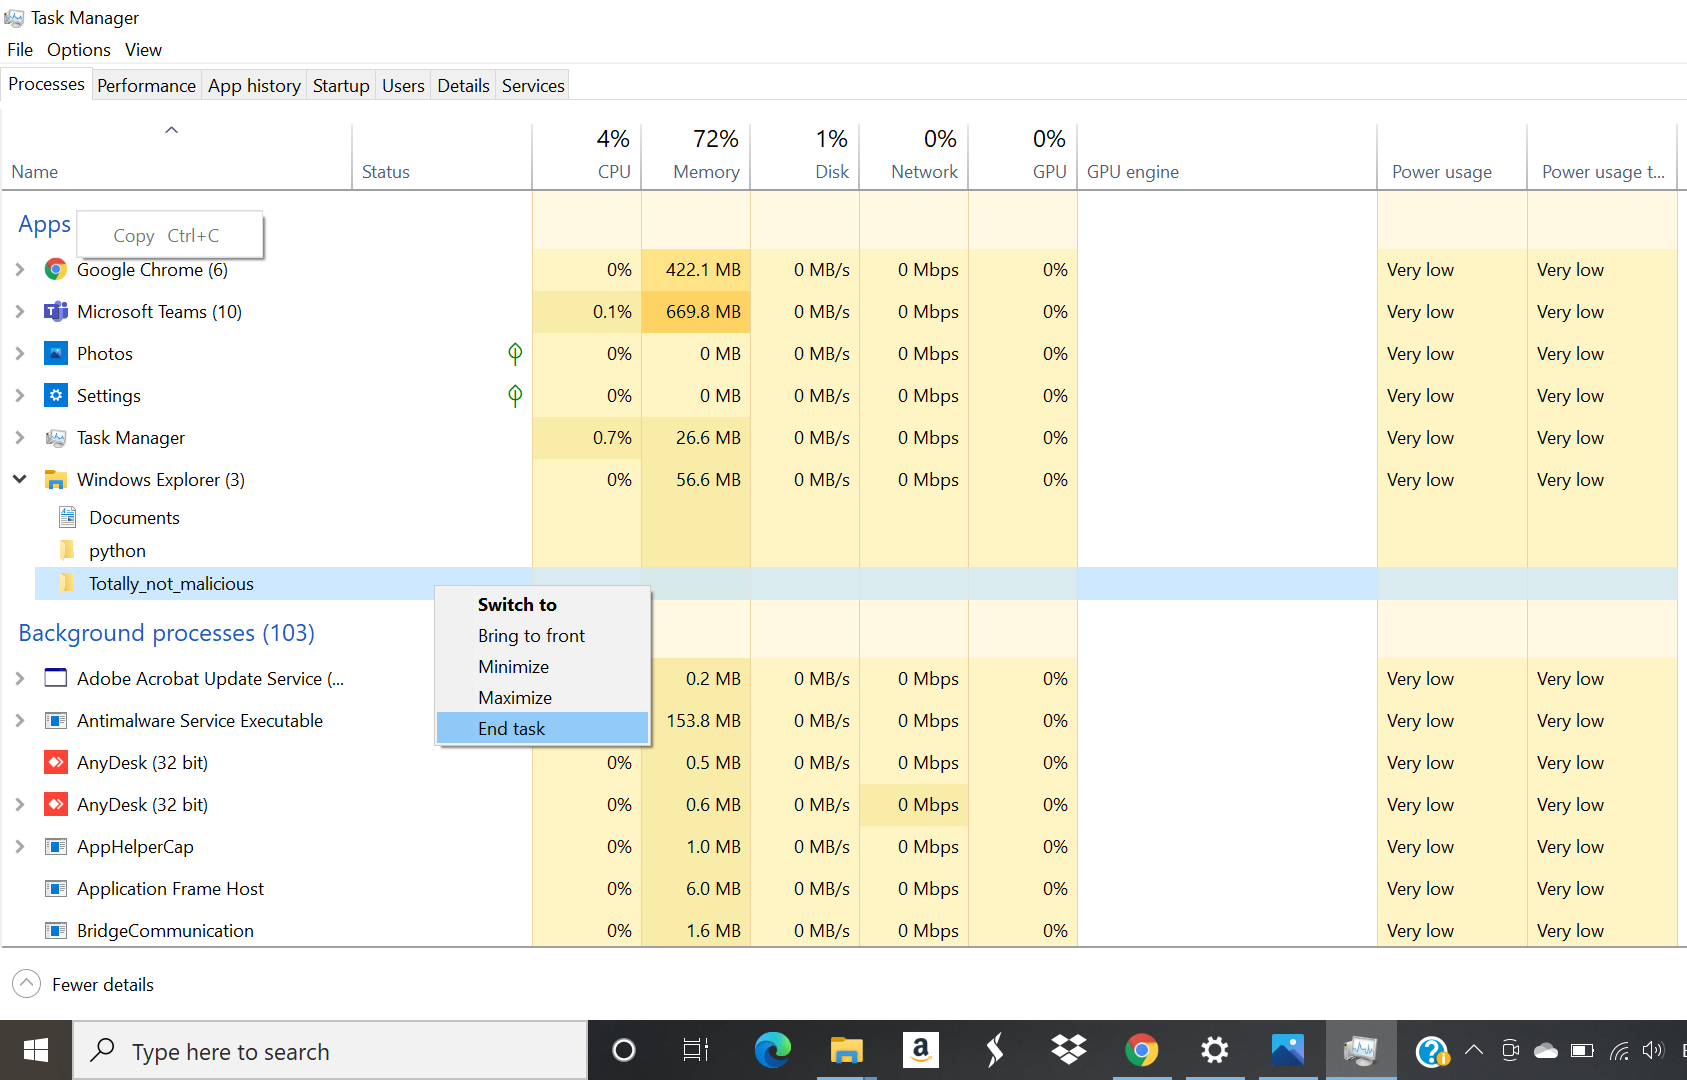 Task Manager
File Options View
Processes Performance App history Startup Users Details Services
4% 72% 1% 0% 0%
Name Status CPU Memory Disk Network GPU GPU engine Power usage Power usage t...
Apps
Copy Ctrl+C
Google Chrome (6) 0% 422.1 MB 0 MB/s 0 Mbps 0% Very low Very low
Microsoft Teams (10) 0.1% 669.8 MB 0 MB/s 0 Mbps 0% Very low Very low
Photos 0% 0 MB 0 MB/s 0 Mbps 0% Very low Very low
Settings 0% 0 MB 0 MB/s 0 Mbps 0% Very low Very low
Task Manager 0.7% 26.6 MB 0 MB/s 0 Mbps 0% Very low Very low
Windows Explorer (3) 0% 56.6 MB 0 MB/s 0 Mbps 0% Very low Very low
Documents
python
Totally_not_malicious
Switch to
Bring to front
Minimize
Maximize
End task
Background processes (103)
Adobe Acrobat Update Service (... 0.2 MB 0 MB/s 0 Mbps 0% Very low Very low
Antimalware Service Executable 153.8 MB 0 MB/s 0 Mbps 0% Very low Very low
AnyDesk (32 bit) 0% 0.5 MB 0 MB/s 0 Mbps 0% Very low Very low
AnyDesk (32 bit) 0% 0.6 MB 0 MB/s 0 Mbps 0% Very low Very low
AppHelperCap 0% 1.0 MB 0 MB/s 0 Mbps 0% Very low Very low
Application Frame Host 0% 6.0 MB 0 MB/s 0 Mbps 0% Very low Very low
BridgeCommunication 0% 1.6 MB 0 MB/s 0 Mbps 0% Very low Very low
Fewer details
Type here to search